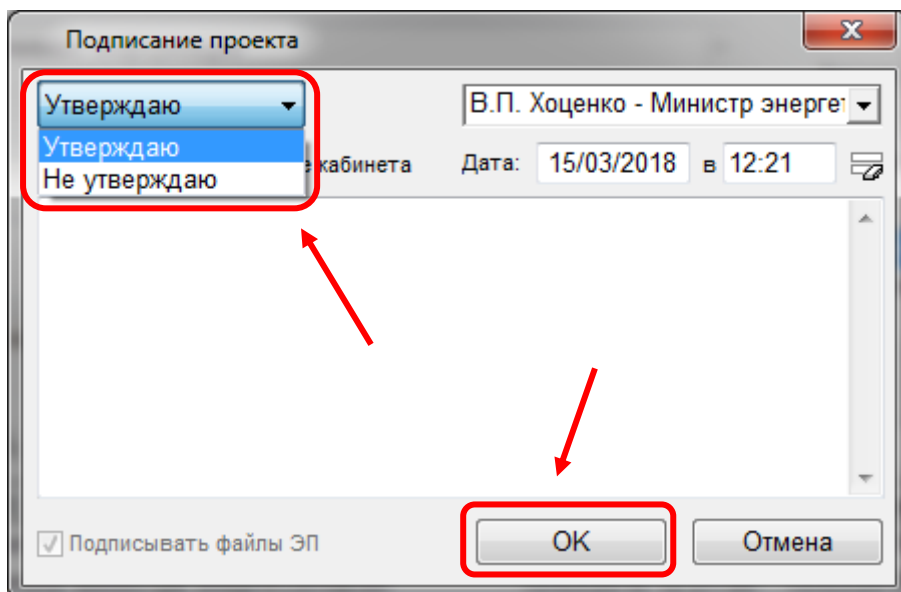 Подписание проекта
Утверждаю
В.П. Хоценко - Министр энергет
Утверждаю
Не утверждаю
кабинета
Дата: 15/03/2018 в 12:21
Подписывать файлы ЭП
OK
Отмена